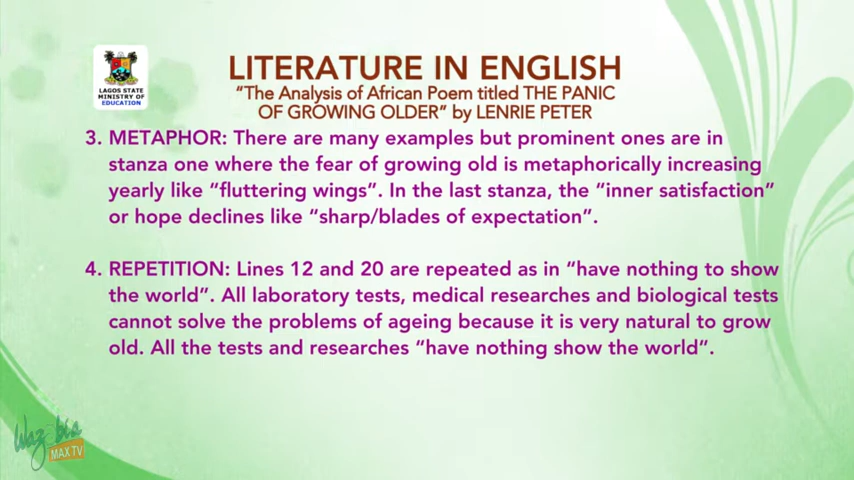 LAGOS STATE
MINISTRY OF
EDUCATION
LITERATURE IN ENGLISH
"The Analysis of African Poem titled THE PANIC
OF GROWING OLDER" by LENRIE PETER
3. METAPHOR: There are many examples but prominent ones are in
stanza one where the fear of growing old is metaphorically increasing
yearly like "fluttering wings". In the last stanza, the "inner satisfaction"
or hope declines like "sharp/blades of expectation".
4. REPETITION: Lines 12 and 20 are repeated as in "have nothing to show
the world". All laboratory tests, medical researches and biological tests
cannot solve the problems of ageing because it is very natural to grow
old. All the tests and researches "have nothing show the world".
Wazobia
MAX TV